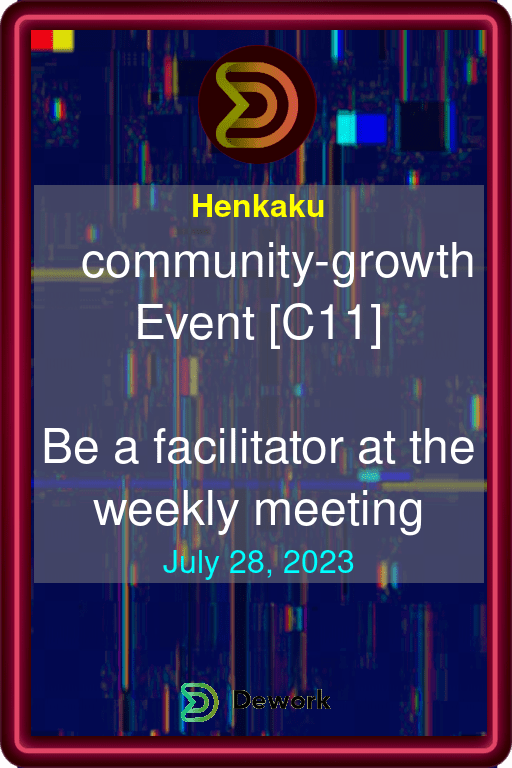 Henkaku
community-growth
Event [C11]
Be a facilitator at the
weekly meeting
July 28, 2023
Dework